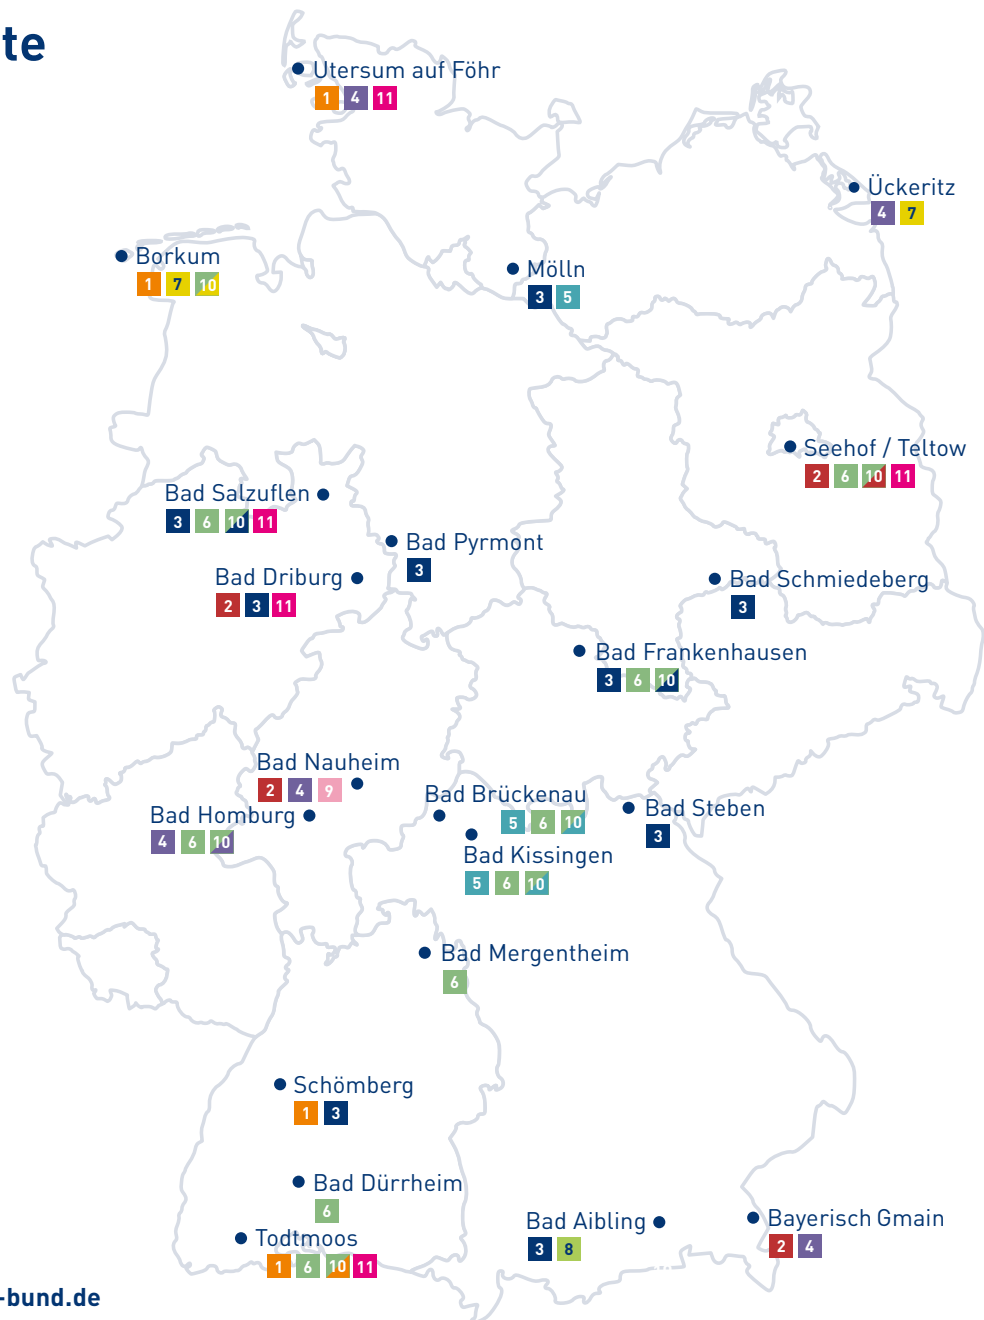 te
Utersum auf Föhr
1 4 11
Ückeritz
4 7
Borkum
1 7 10
Mölln
3 5
Seehof / Teltow
2 6 10 11
Bad Salzuflen
3 6 10 11
Bad Pyrmont
3
Bad Driburg
2 3 11
Bad Schmiedeberg
3
Bad Frankenhausen
3 6 10
Bad Nauheim
2 4 9
Bad Brückenau
5 6 10
Bad Steben
3
Bad Homburg
4 6 10
Bad Kissingen
5 6 10
Bad Mergentheim
6
Schömberg
1 3
Bad Dürrheim
6
Todtmoos
1 6 10 11
Bad Aibling
3 8
Bayerisch Gmain
2 4
-bund.de